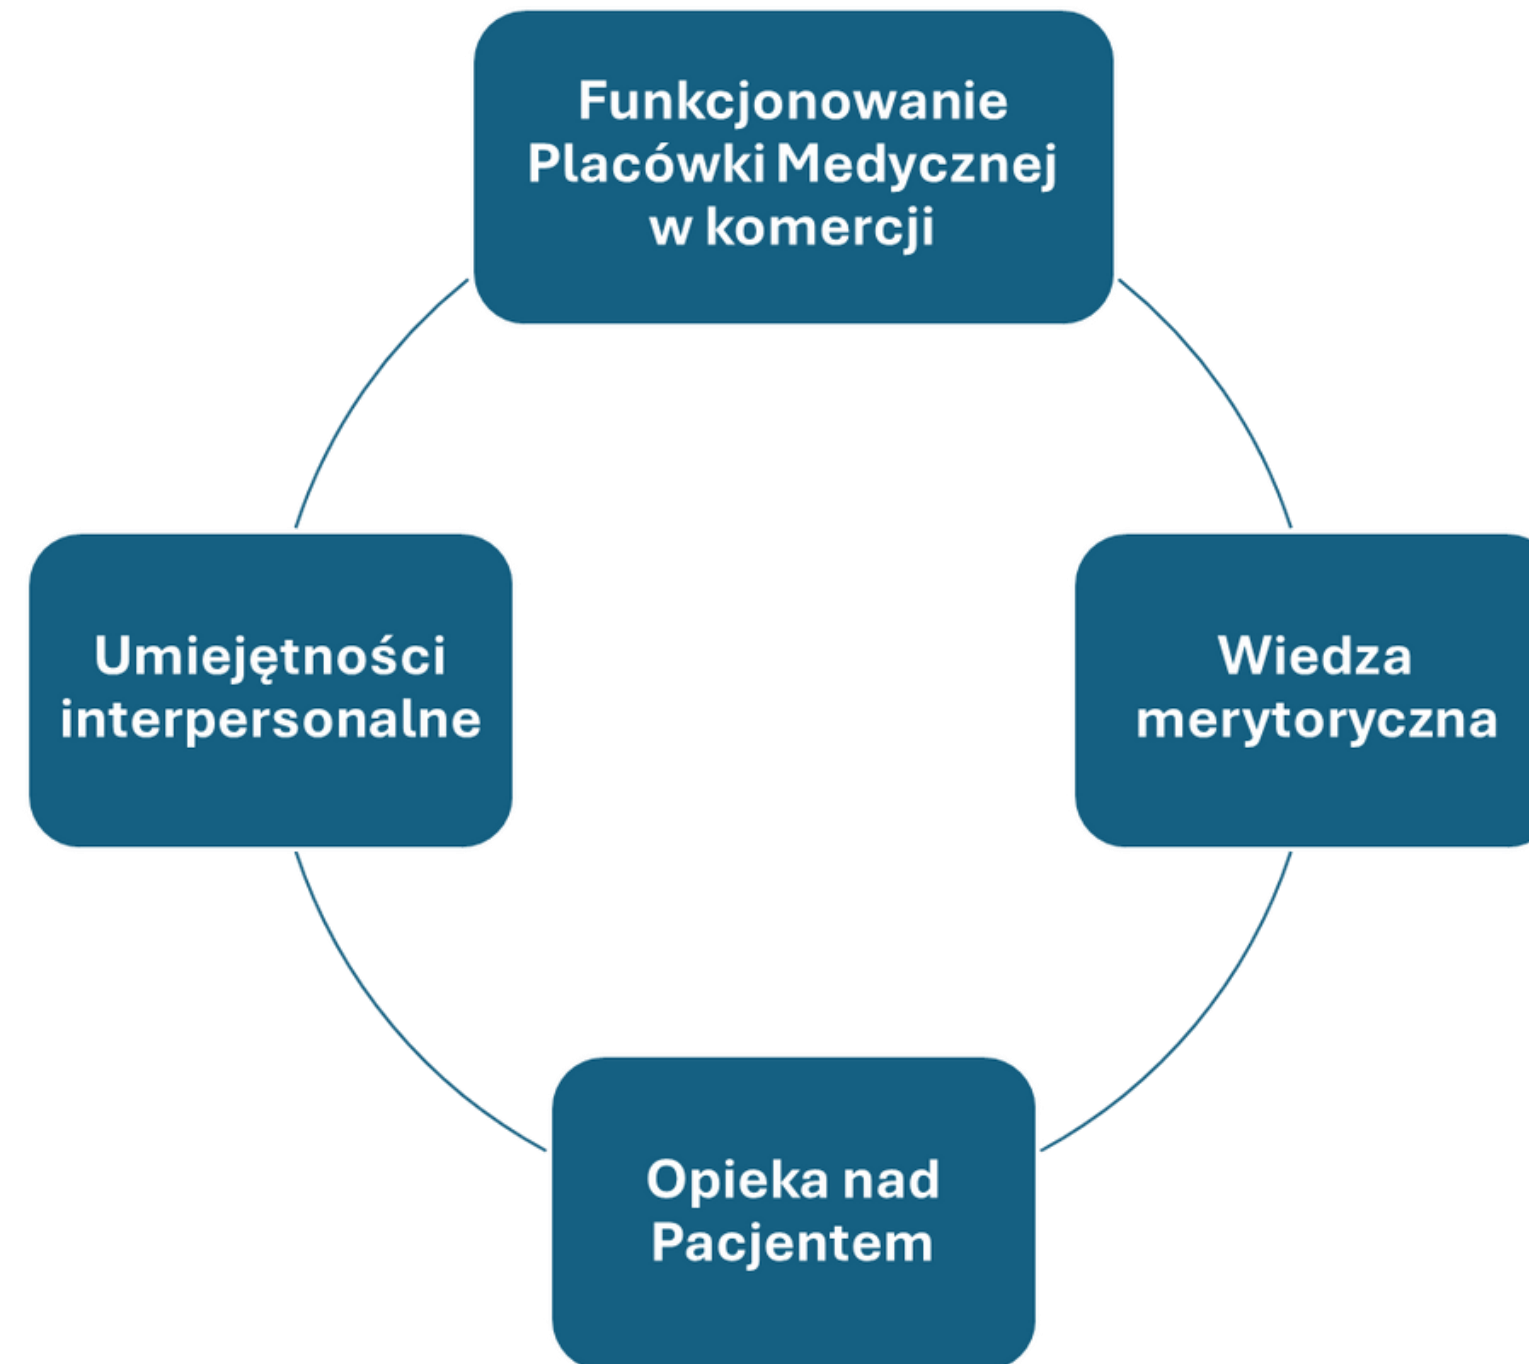 Funkcjonowanie
Placówki Medycznej
w komercji
Umiejętności
interpersonalne
Wiedza
merytoryczna
Opieka nad
Pacjentem